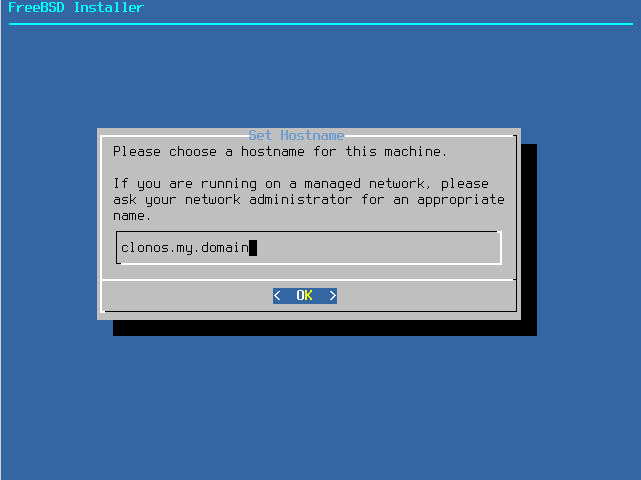 FreeBSD Installer
Set Hostname
Please choose a hostname for this machine.
If you are running on a managed network, please
ask your network administrator for an appropriate
name.
clonos.my.domain
<  OK  >